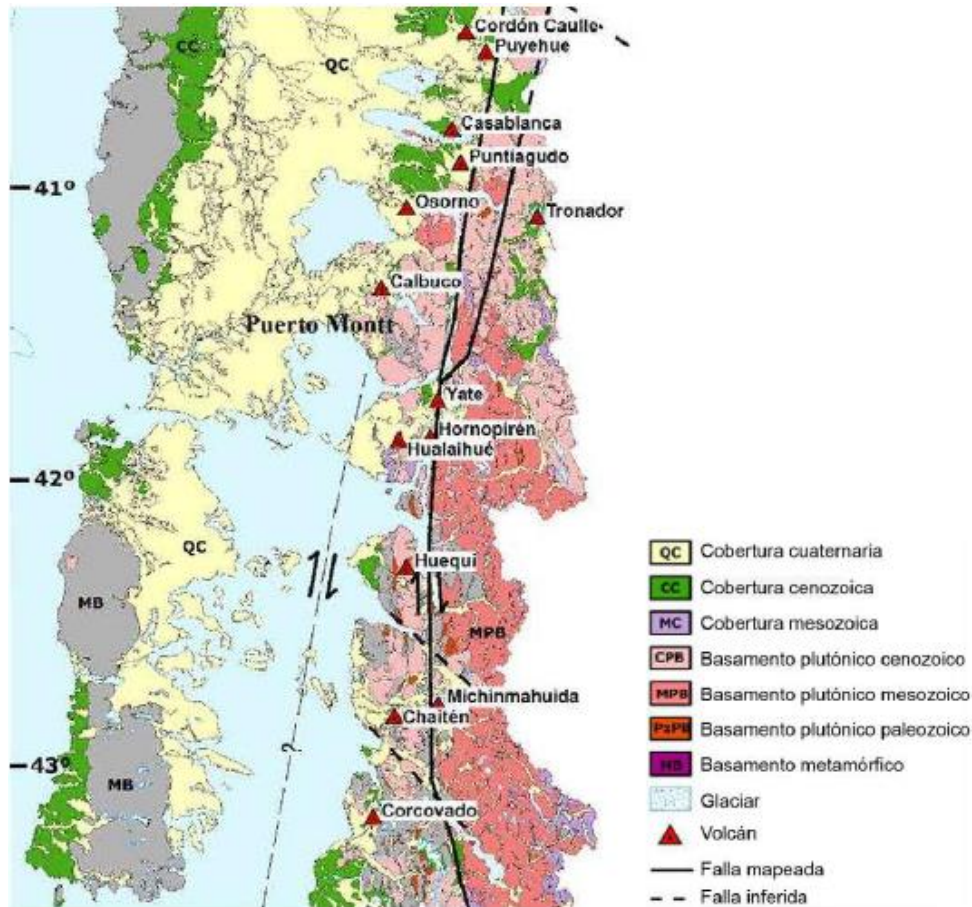 Cordón Caulle
CC
QC
Puyehue
Casablanca
Puntiagudo
41º
Osorno
Tronador
Calbuco
Puerto Montt
Yate
Hornopirén
Hualaihué
42º
QC
Huequi
MB
MPB
Michinmahuida
Chaitén
?
43º
MB
Corcovado
QC Cobertura cuaternaria
CC Cobertura cenozoica
MC Cobertura mesozoica
CPB Basamento plutónico cenozoico
MPB Basamento plutónico mesozoico
PzPB Basamento plutónico paleozoico
MB Basamento metamórfico
Glaciar
Volcán
Falla mapeada
Falla inferida